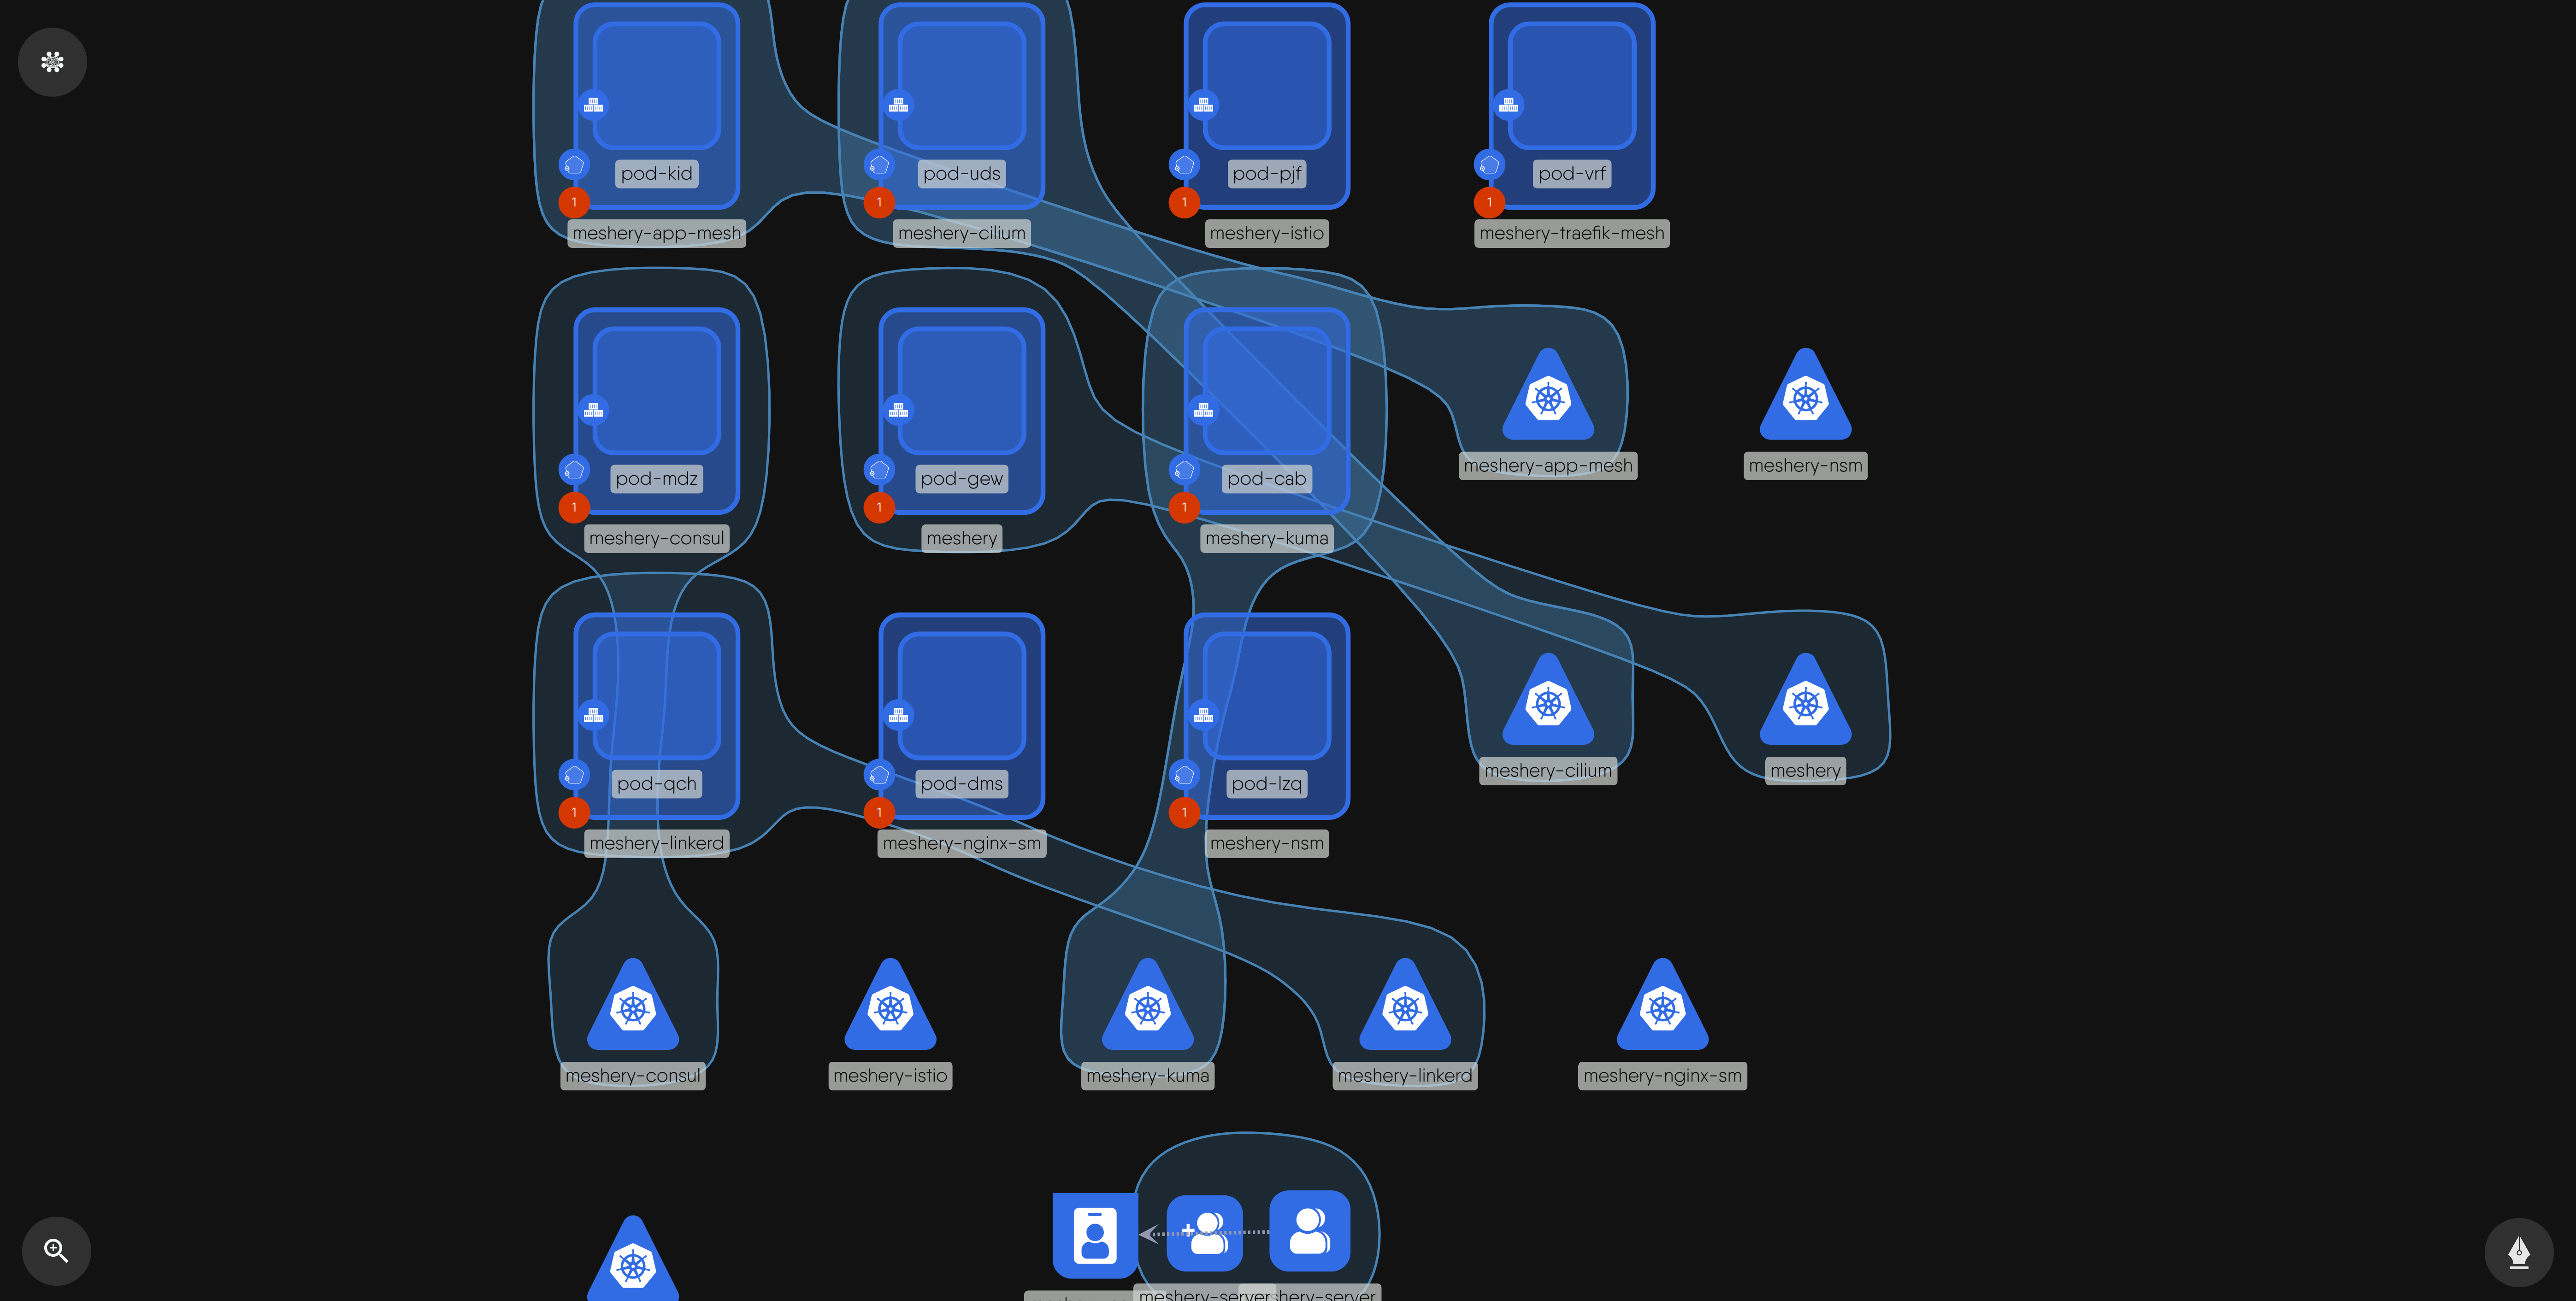 pod-kid
pod-uds
pod-pjf
pod-vrf
1
1
1
1
meshery-app-mesh
meshery-cilium
meshery-istio
meshery-traefik-mesh
meshery-app-mesh
meshery-nsm
pod-mdz
pod-gew
pod-cab
1
1
1
meshery-consul
meshery
meshery-kuma
pod-qch
pod-dms
pod-lzq
meshery-cilium
meshery
1
1
1
meshery-linkerd
meshery-nginx-sm
meshery-nsm
meshery-consul
meshery-istio
meshery-kuma
meshery-linkerd
meshery-nginx-sm
meshery-server
hery-server